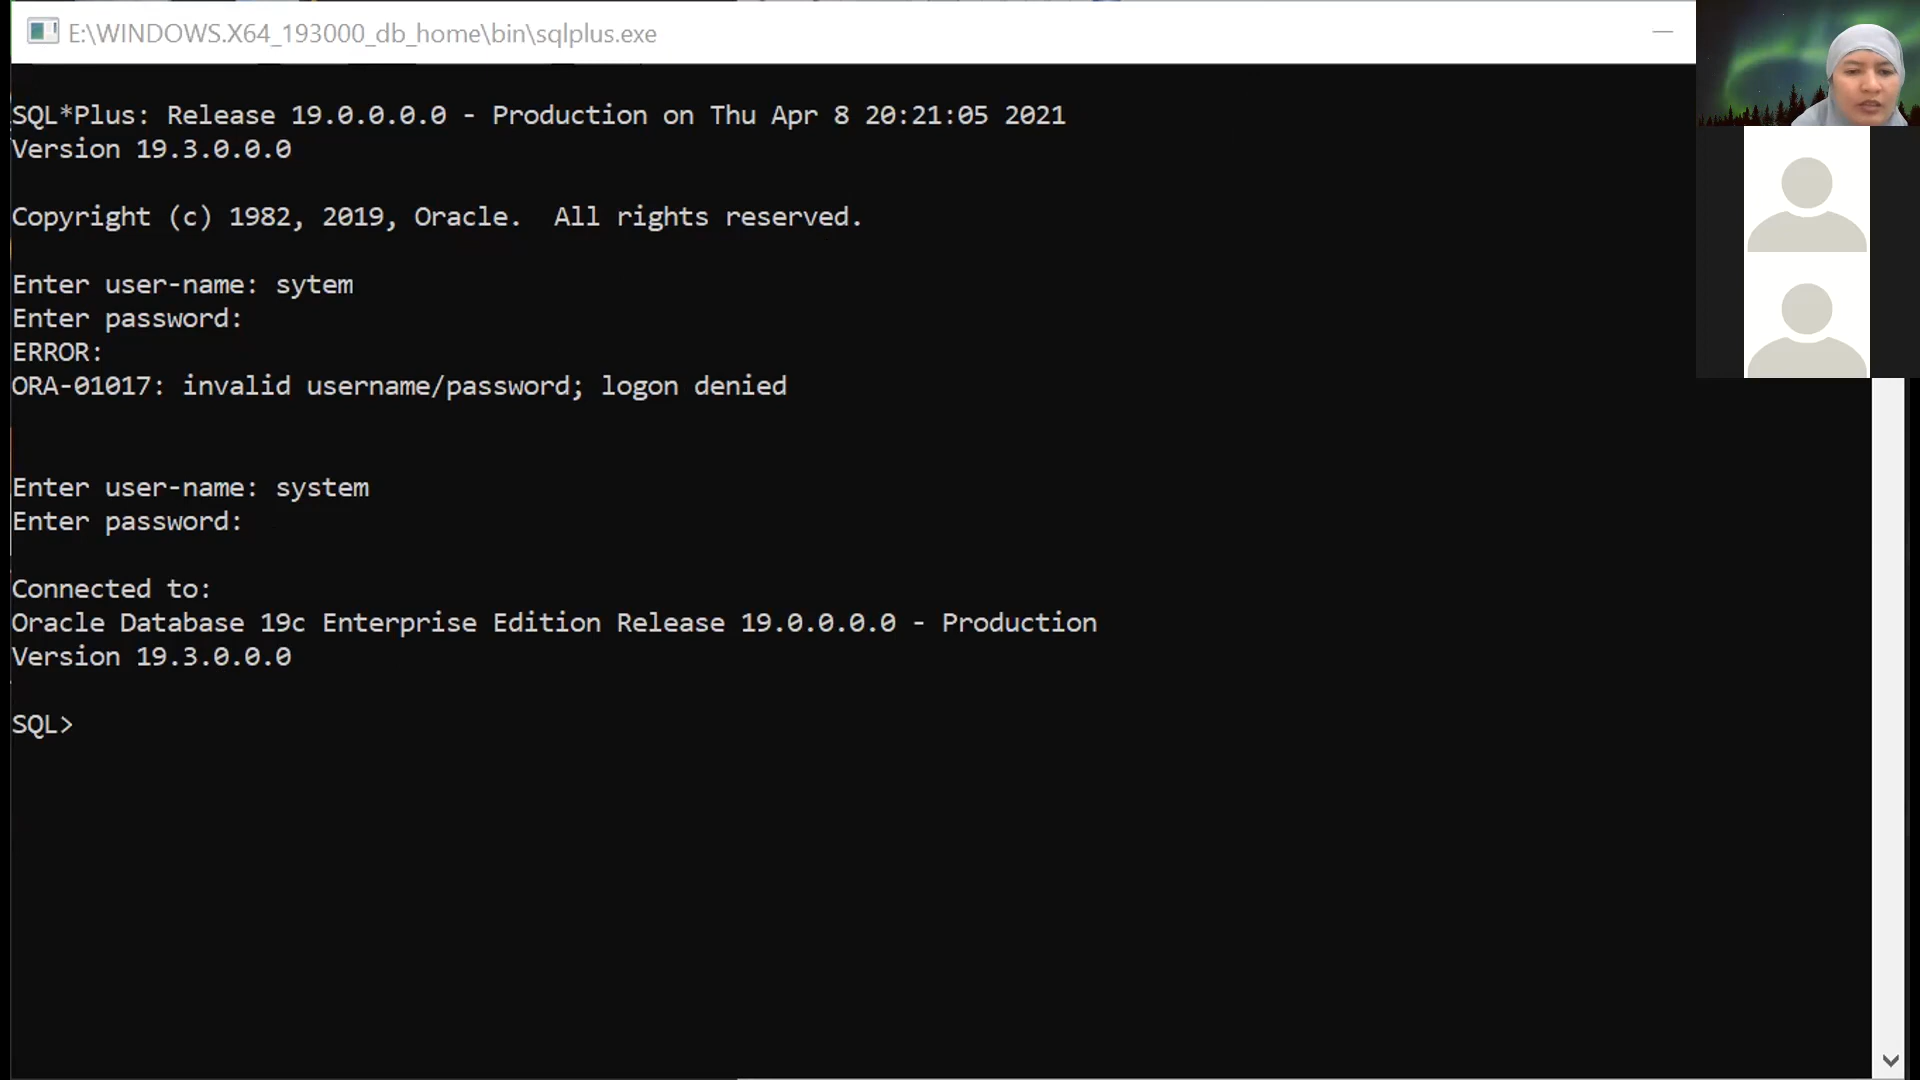 E:\WINDOWS.X64_193000_db_home\bin\sqlplus.exe
SQL*Plus: Release 19.0.0.0.0 - Production on Thu Apr 8 20:21:05 2021
Version 19.3.0.0.0
Copyright (c) 1982, 2019, Oracle.  All rights reserved.
Enter user-name: sytem
Enter password:
ERROR:
ORA-01017: invalid username/password; logon denied
Enter user-name: system
Enter password:
Connected to:
Oracle Database 19c Enterprise Edition Release 19.0.0.0.0 - Production
Version 19.3.0.0.0
SQL>